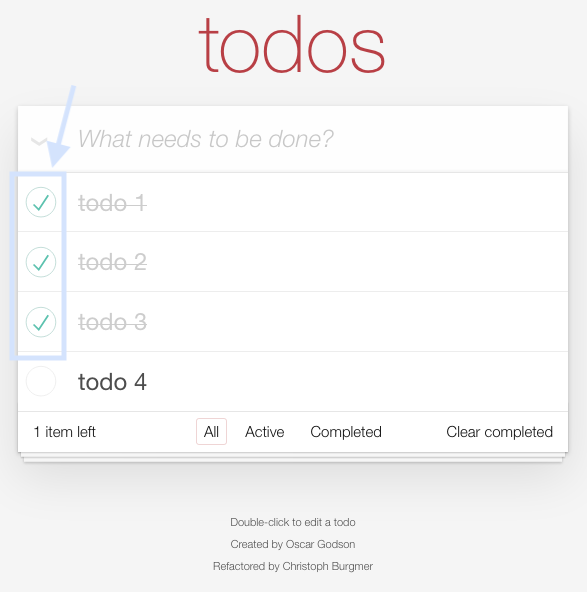 todos
What needs to be done?
todo 1
todo 2
todo 3
todo 4
1 item left All Active Completed Clear completed
Double-click to edit a todo
Created by Oscar Godson
Refactored by Christoph Burgmer